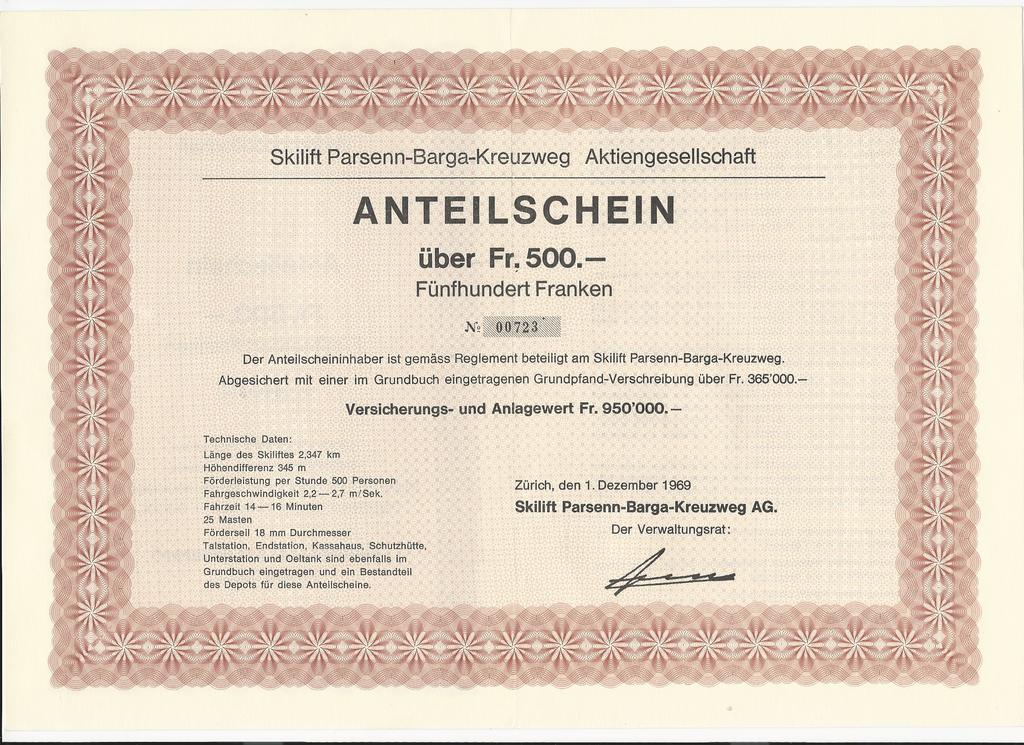 Skilift Parsenn-Barga-Kreuzweg Aktiengesellschaft
ANTEILSCHEIN
über Fr. 500.—
Fünfhundert Franken
№ 00723
Der Anteilscheininhaber ist gemäss Reglement beteiligt am Skilift Parsenn-Barga-Kreuzweg.
Abgesichert mit einer im Grundbuch eingetragenen Grundpfand-Verschreibung über Fr. 365'000.—
Versicherungs- und Anlagewert Fr. 950'000.—
Technische Daten:
Länge des Skiliftes 2,347 km
Höhendifferenz 345 m
Förderleistung per Stunde 500 Personen
Fahrgeschwindigkeit 2,2—2,7 m/Sek.
Fahrzeit 14—16 Minuten
25 Masten
Förderseil 18 mm Durchmesser
Talstation, Endstation, Kassahaus, Schutzhütte,
Unterstation und Oeltank sind ebenfalls im
Grundbuch eingetragen und ein Bestandteil
des Depots für diese Anteilscheine.
Zürich, den 1. Dezember 1969
Skilift Parsenn-Barga-Kreuzweg AG.
Der Verwaltungsrat: